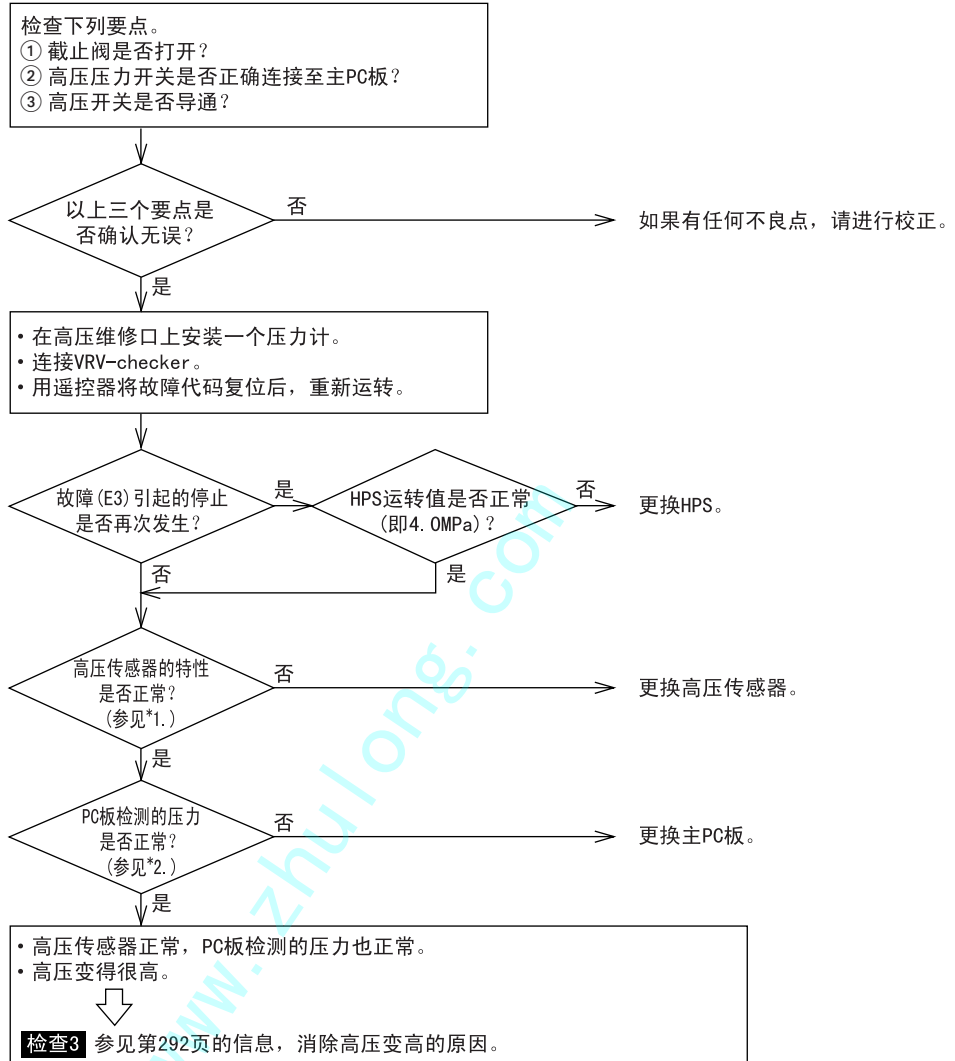 检查下列要点。
① 截止阀是否打开？
② 高压压力开关是否正确连接至主PC板？
③ 高压开关是否导通？
以上三个要点是
否确认无误？
否
如果有任何不良点，请进行校正。
是
・在高压维修口上安装一个压力计。
・连接VRV-checker。
・用遥控器将故障代码复位后，重新运转。
故障(E3)引起的停止
是否再次发生？
是
HPS运转值是否正常
(即4.0MPa)？
否
更换HPS。
否
是
高压传感器的特性
是否正常？
(参见*1.)
否
更换高压传感器。
是
PC板检测的压力
是否正常？
(参见*2.)
否
更换主PC板。
是
・高压传感器正常，PC板检测的压力也正常。
・高压变得很高。
检查3 参见第292页的信息，消除高压变高的原因。
www.zhulong.com